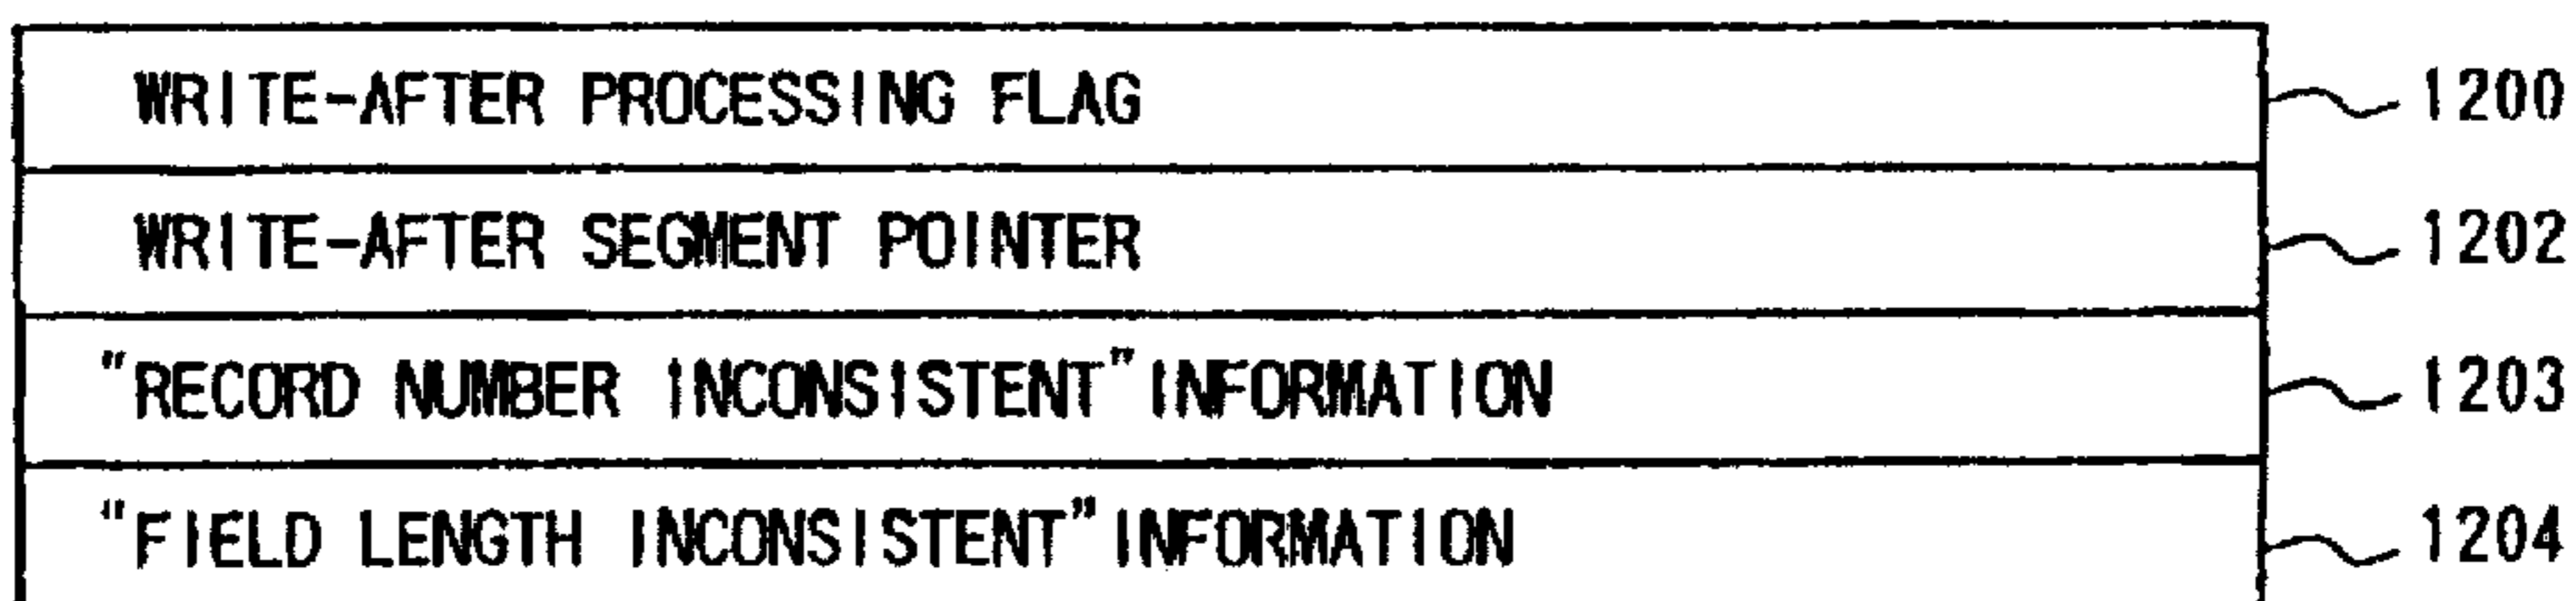 WRITE-AFTER PROCESSING FLAG 1200
WRITE-AFTER SEGMENT POINTER 1202
"RECORD NUMBER INCONSISTENT" INFORMATION 1203
"FIELD LENGTH INCONSISTENT" INFORMATION 1204